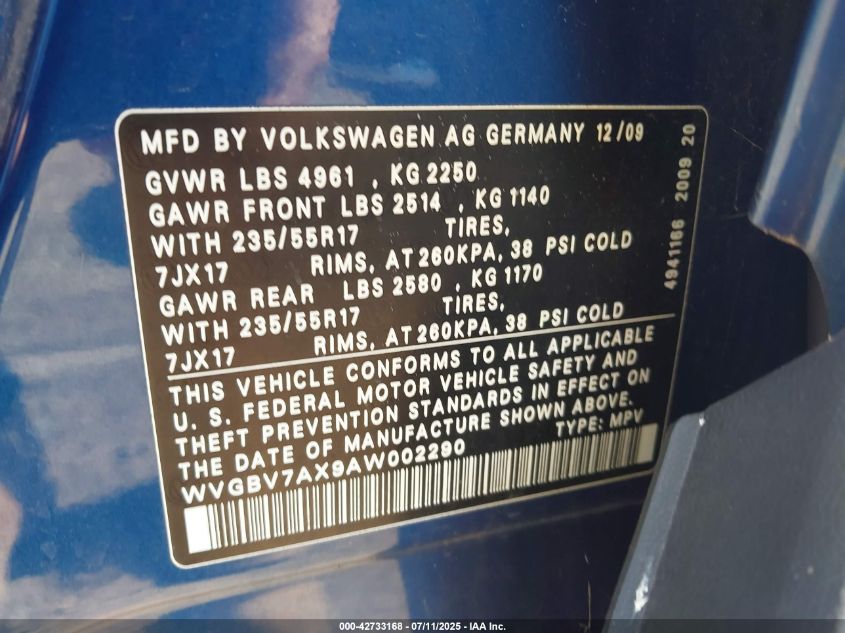 MFD BY VOLKSWAGEN AG GERMANY 12/09
GVWR LBS 4961 , KG 2250
GAWR FRONT LBS 2514 , KG 1140
WITH 235/55R17 TIRES,
7JX17 RIMS, AT 260KPA, 38 PSI COLD
GAWR REAR LBS 2580 , KG 1170
WITH 235/55R17 TIRES,
7JX17 RIMS, AT 260KPA, 38 PSI COLD
THIS VEHICLE CONFORMS TO ALL APPLICABLE
U. S. FEDERAL MOTOR VEHICLE SAFETY AND
THEFT PREVENTION STANDARDS IN EFFECT ON
THE DATE OF MANUFACTURE SHOWN ABOVE.
WVGBV7AX9AW002290 TYPE: MPV
4941166 2009 20
000-42733168 - 07/11/2025 - IAA Inc.